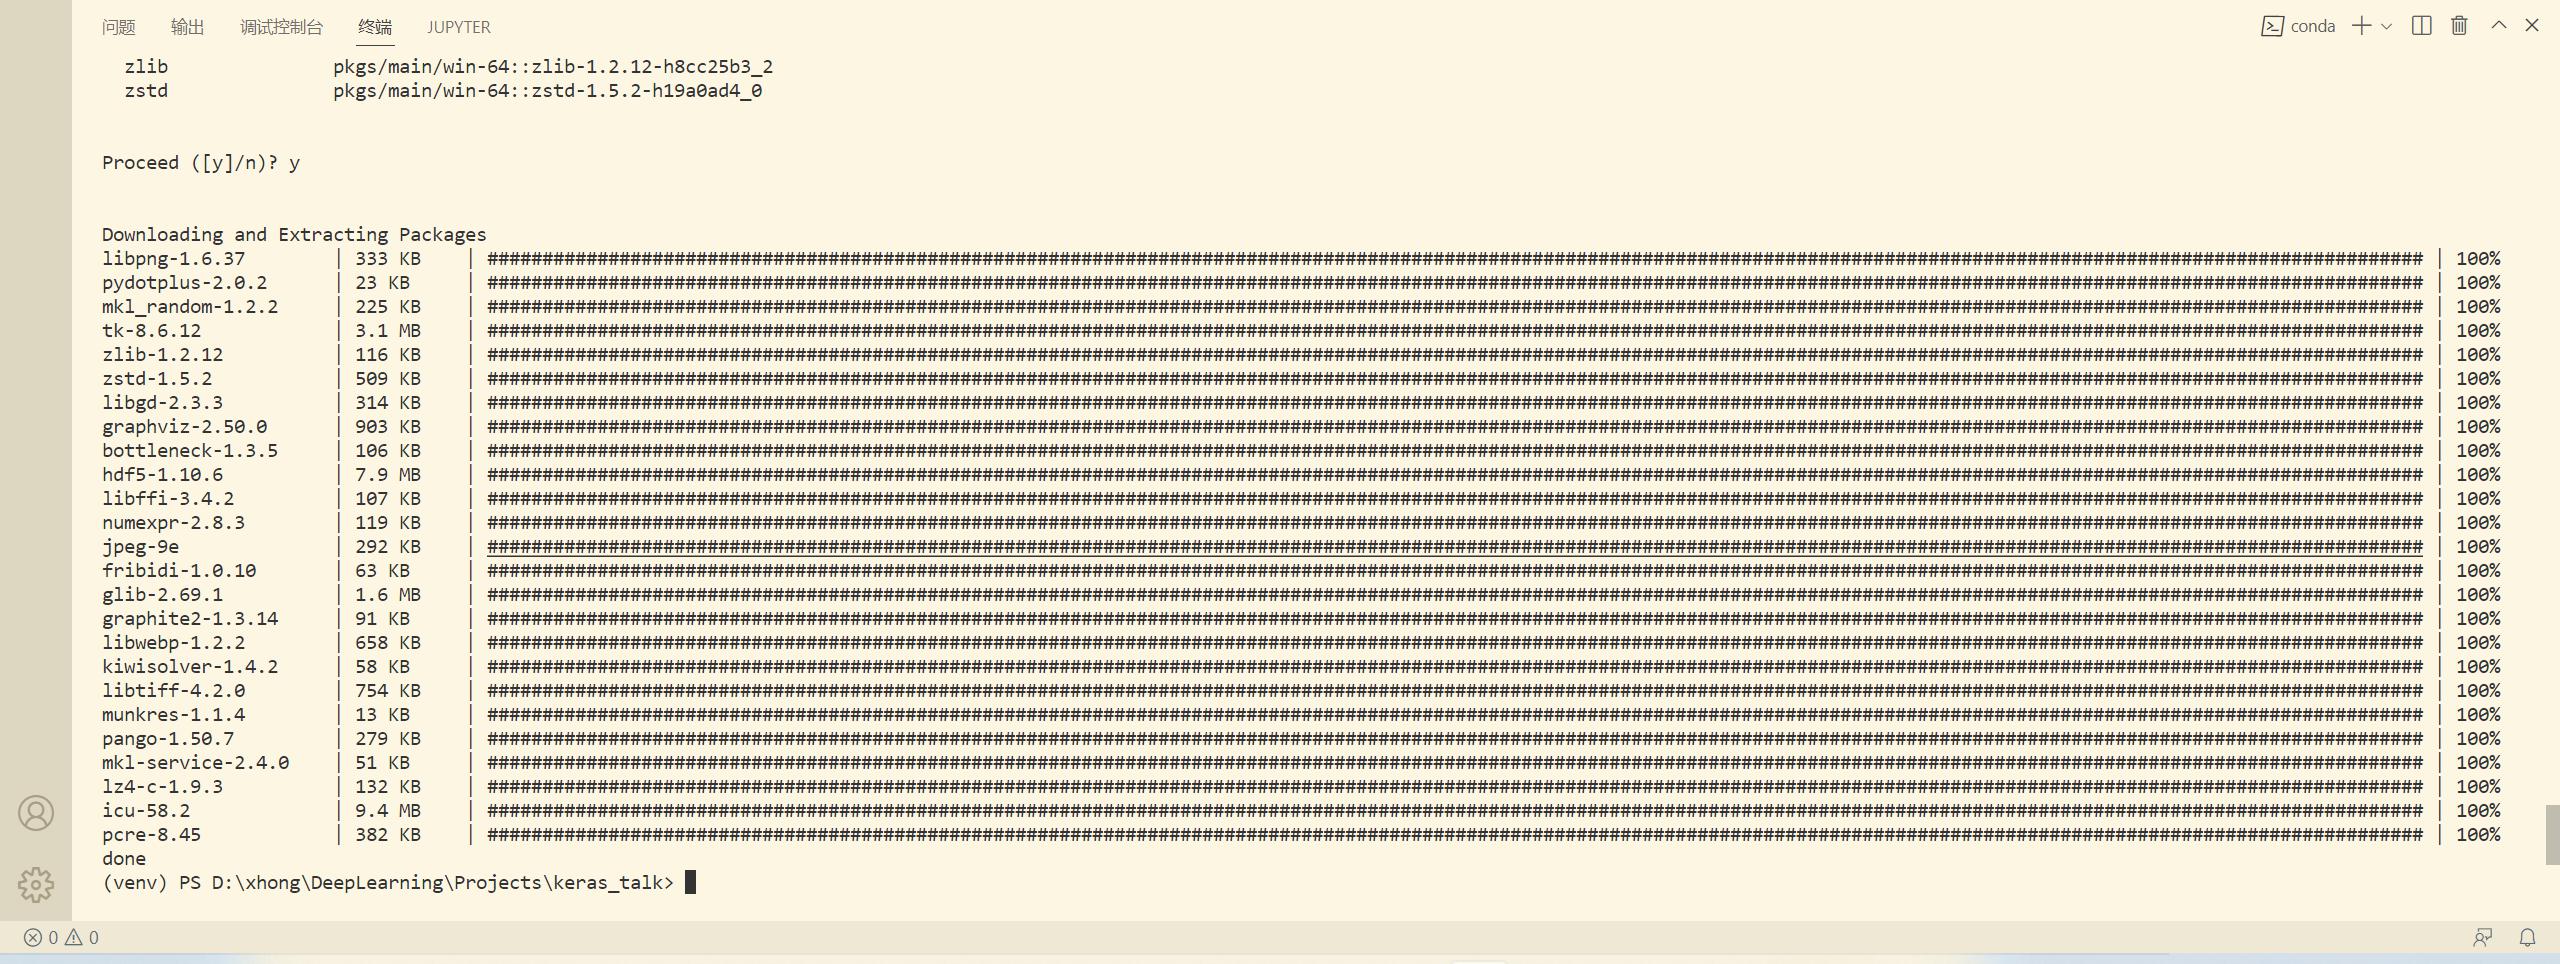 问题 输出 调试控制台 终端 JUPYTER conda
zlib pkgs/main/win-64::zlib-1.2.12-h8cc25b3_2
zstd pkgs/main/win-64::zstd-1.5.2-h19a0ad4_0
Proceed ([y]/n)? y
Downloading and Extracting Packages
libpng-1.6.37 | 333 KB | ################################################################################################################################################################################ | 100%
pydotplus-2.0.2 | 23 KB | ################################################################################################################################################################################ | 100%
mkl_random-1.2.2 | 225 KB | ################################################################################################################################################################################ | 100%
tk-8.6.12 | 3.1 MB | ################################################################################################################################################################################ | 100%
zlib-1.2.12 | 116 KB | ################################################################################################################################################################################ | 100%
zstd-1.5.2 | 509 KB | ################################################################################################################################################################################ | 100%
libgd-2.3.3 | 314 KB | ################################################################################################################################################################################ | 100%
graphviz-2.50.0 | 903 KB | ################################################################################################################################################################################ | 100%
bottleneck-1.3.5 | 106 KB | ################################################################################################################################################################################ | 100%
hdf5-1.10.6 | 7.9 MB | ################################################################################################################################################################################ | 100%
libffi-3.4.2 | 107 KB | ################################################################################################################################################################################ | 100%
numexpr-2.8.3 | 119 KB | ################################################################################################################################################################################ | 100%
jpeg-9e | 292 KB | ################################################################################################################################################################################ | 100%
fribidi-1.0.10 | 63 KB | ################################################################################################################################################################################ | 100%
glib-2.69.1 | 1.6 MB | ################################################################################################################################################################################ | 100%
graphite2-1.3.14 | 91 KB | ################################################################################################################################################################################ | 100%
libwebp-1.2.2 | 658 KB | ################################################################################################################################################################################ | 100%
kiwisolver-1.4.2 | 58 KB | ################################################################################################################################################################################ | 100%
libtiff-4.2.0 | 754 KB | ################################################################################################################################################################################ | 100%
munkres-1.1.4 | 13 KB | ################################################################################################################################################################################ | 100%
pango-1.50.7 | 279 KB | ################################################################################################################################################################################ | 100%
mkl-service-2.4.0 | 51 KB | ################################################################################################################################################################################ | 100%
lz4-c-1.9.3 | 132 KB | ################################################################################################################################################################################ | 100%
icu-58.2 | 9.4 MB | ################################################################################################################################################################################ | 100%
pcre-8.45 | 382 KB | ################################################################################################################################################################################ | 100%
done
(venv) PS D:\xhong\DeepLearning\Projects\keras_talk>
0 0